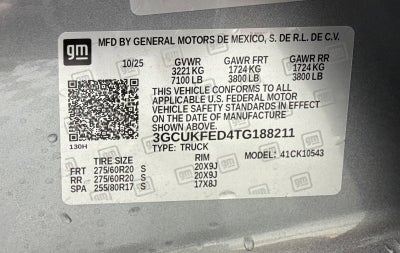 gm
MFD BY GENERAL MOTORS DE MEXICO, S. DE R.L. DE C.V.
10/25 GVWR GAWR FRT GAWR RR
3221 KG 1724 KG 1724 KG
7100 LB 3800 LB 3800 LB
THIS VEHICLE CONFORMS TO ALL
APPLICABLE U.S. FEDERAL MOTOR
VEHICLE SAFETY STANDARDS IN EFFECT ON
THE DATE OF MANUFACTURE SHOWN ABOVE.
3GCUKFED4TG188211
130H TYPE: TRUCK
TIRE SIZE RIM MODEL: 41CK10543
FRT 275/60R20 S 20X9J
RR 275/60R20 S 20X9J
SPA 255/80R17 S 17X8J